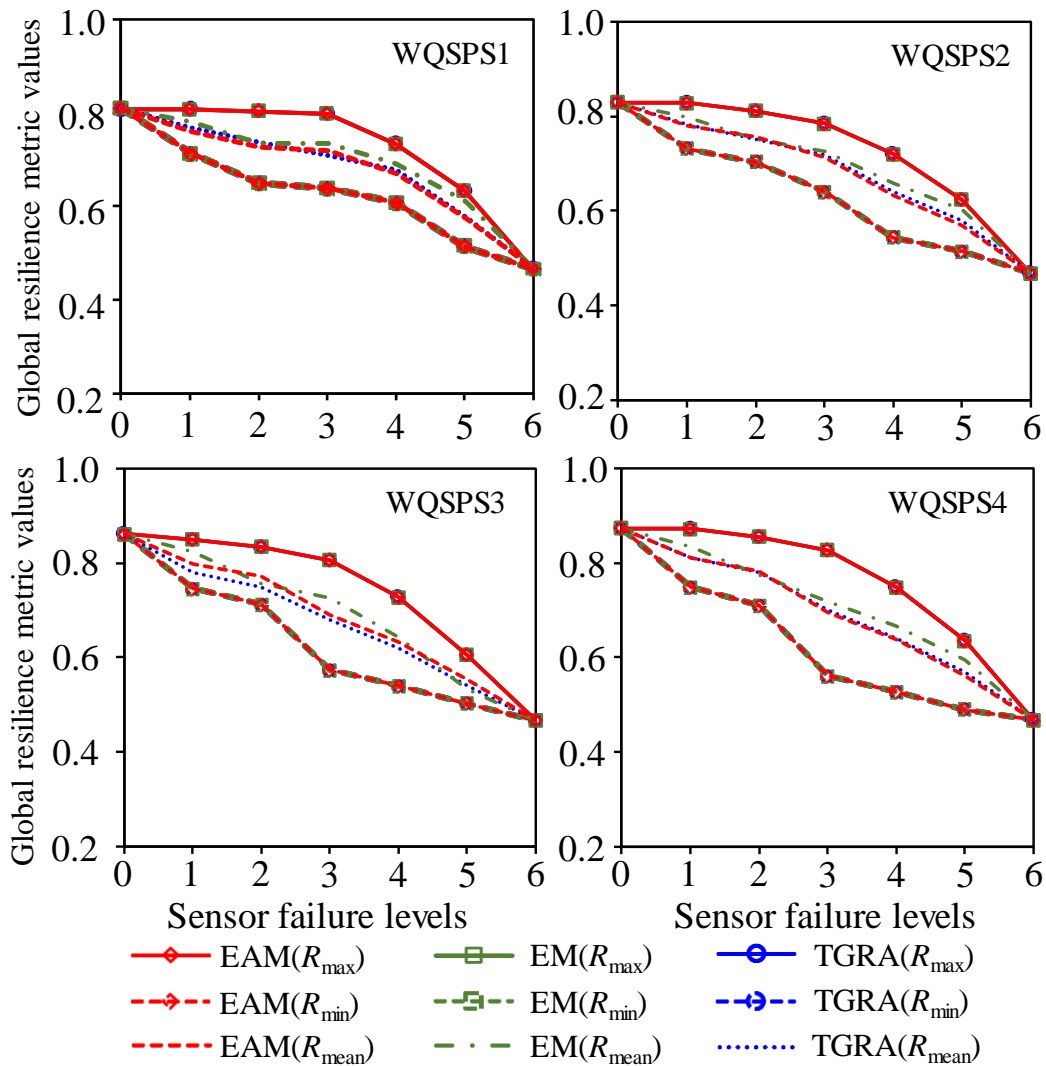 Global resilience metric values
1.0
0.8
0.6
0.4
0.2
0 1 2 3 4 5 6
WQSPS1
1.0
0.8
0.6
0.4
0.2
0 1 2 3 4 5 6
WQSPS2
Global resilience metric values
1.0
0.8
0.6
0.4
0.2
0 1 2 3 4 5 6
WQSPS3
Sensor failure levels
1.0
0.8
0.6
0.4
0.2
0 1 2 3 4 5 6
WQSPS4
Sensor failure levels
EAM(Rmax) EM(Rmax) TGRA(Rmax)
EAM(Rmin) EM(Rmin) TGRA(Rmin)
EAM(Rmean) EM(Rmean) TGRA(Rmean)